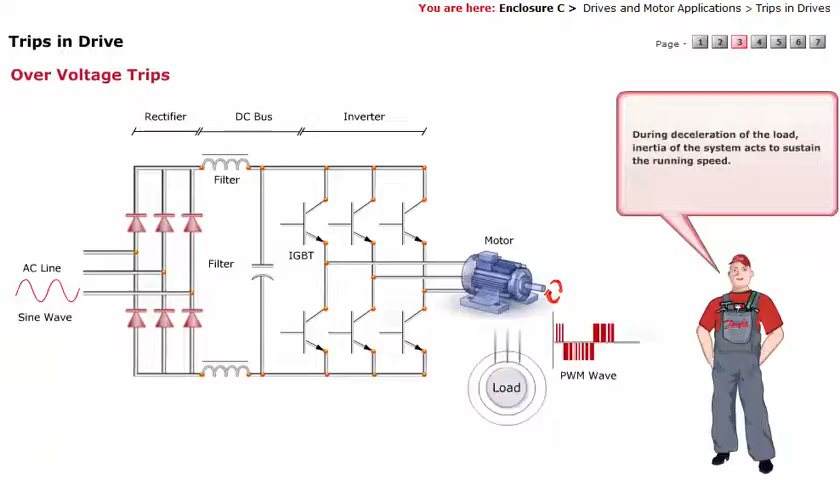 You are here: Enclosure C > Drives and Motor Applications > Trips in Drives
Trips in Drive
Page - 1 2 3 4 5 6 7
Over Voltage Trips
Rectifier DC Bus Inverter
During deceleration of the load,
inertia of the system acts to sustain
the running speed.
Filter
Motor
IGBT
Filter
AC Line
Sine Wave
Danfoss
PWM Wave
Load